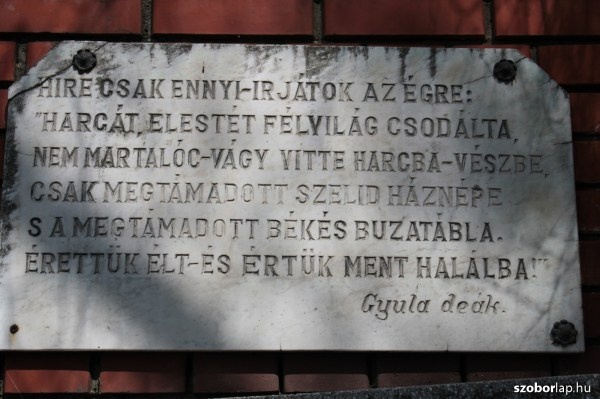 HIRE CSAK ENNYI-IRJÁTOK AZ ÉGRE:
"HARCÁT, ELESTÉT FÉLVILÁG CSODÁLTA,
NEM MARTALÓC-VÁGY VITTE HARCBA-VÉSZBE,
CSAK MEGTÁMADOTT SZELID HÁZNÉPE
S A MEGTÁMADOTT BÉKÉS BUZATÁBLA.
ÉRETTÜK ÉLT-ÉS ÉRTÜK MENT HALÁLBA!"
Gyula deák.
szoborlap.hu